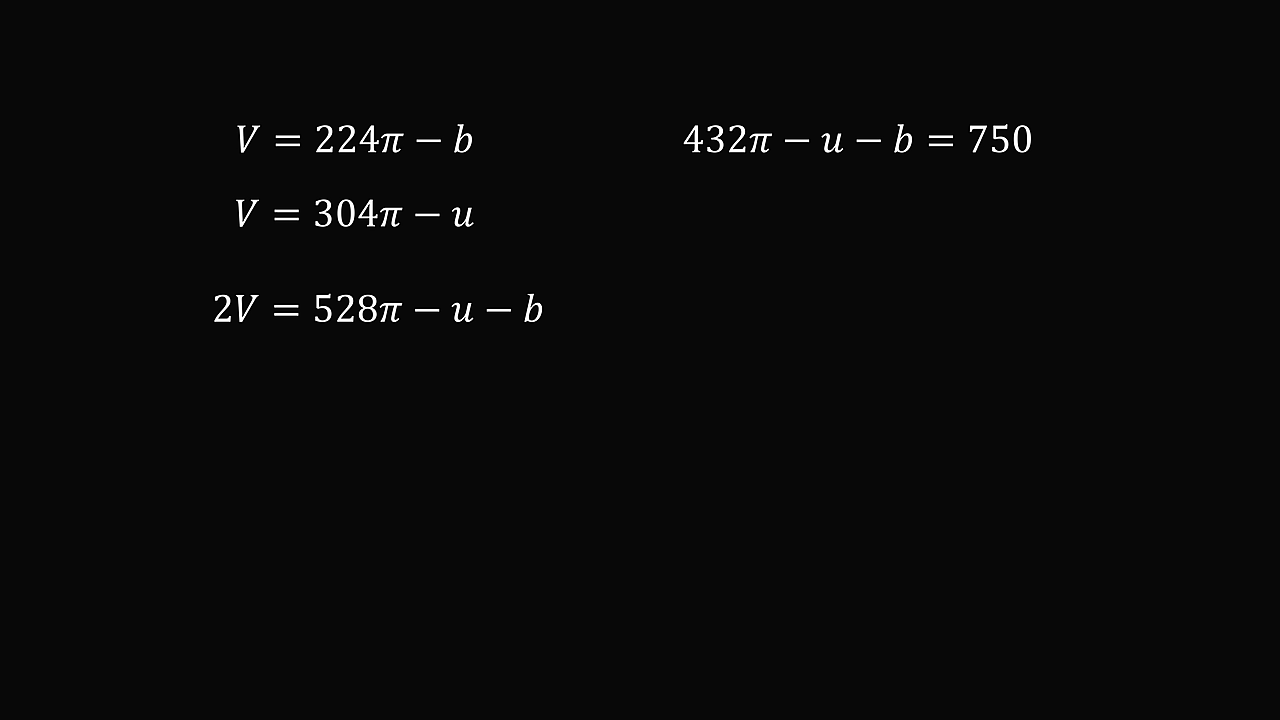 V = 224π − b
432π − u − b = 750
V = 304π − u
2V = 528π − u − b